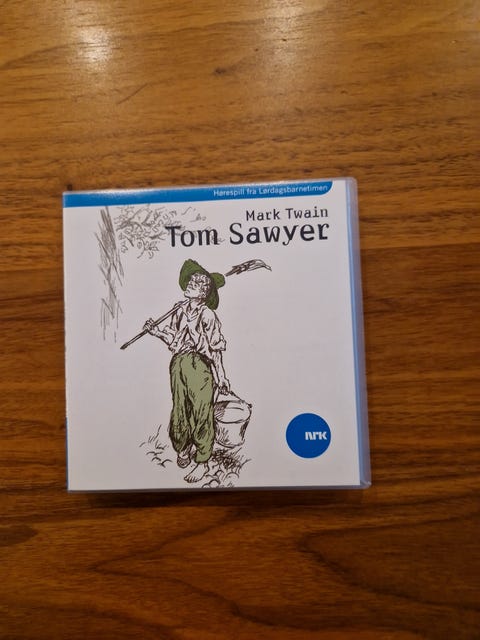 Hørespill fra Lørdagsbarnetimen
Mark Twain
Tom Sawyer
NRK